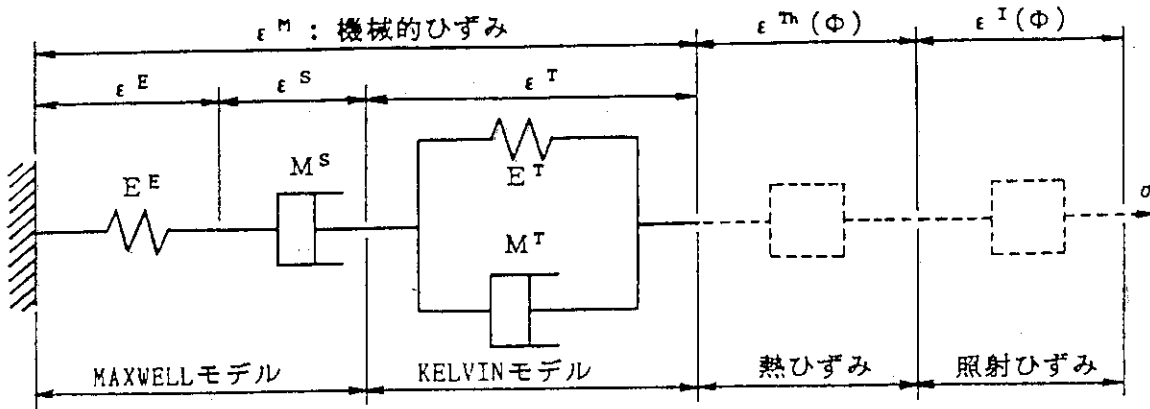 ε^M : 機械的ひずみ
ε^Th(Φ)
ε^I(Φ)
ε^E
ε^S
ε^T
E^E
M^S
E^T
M^T
σ
MAXWELLモデル
KELVINモデル
熱ひずみ
照射ひずみ